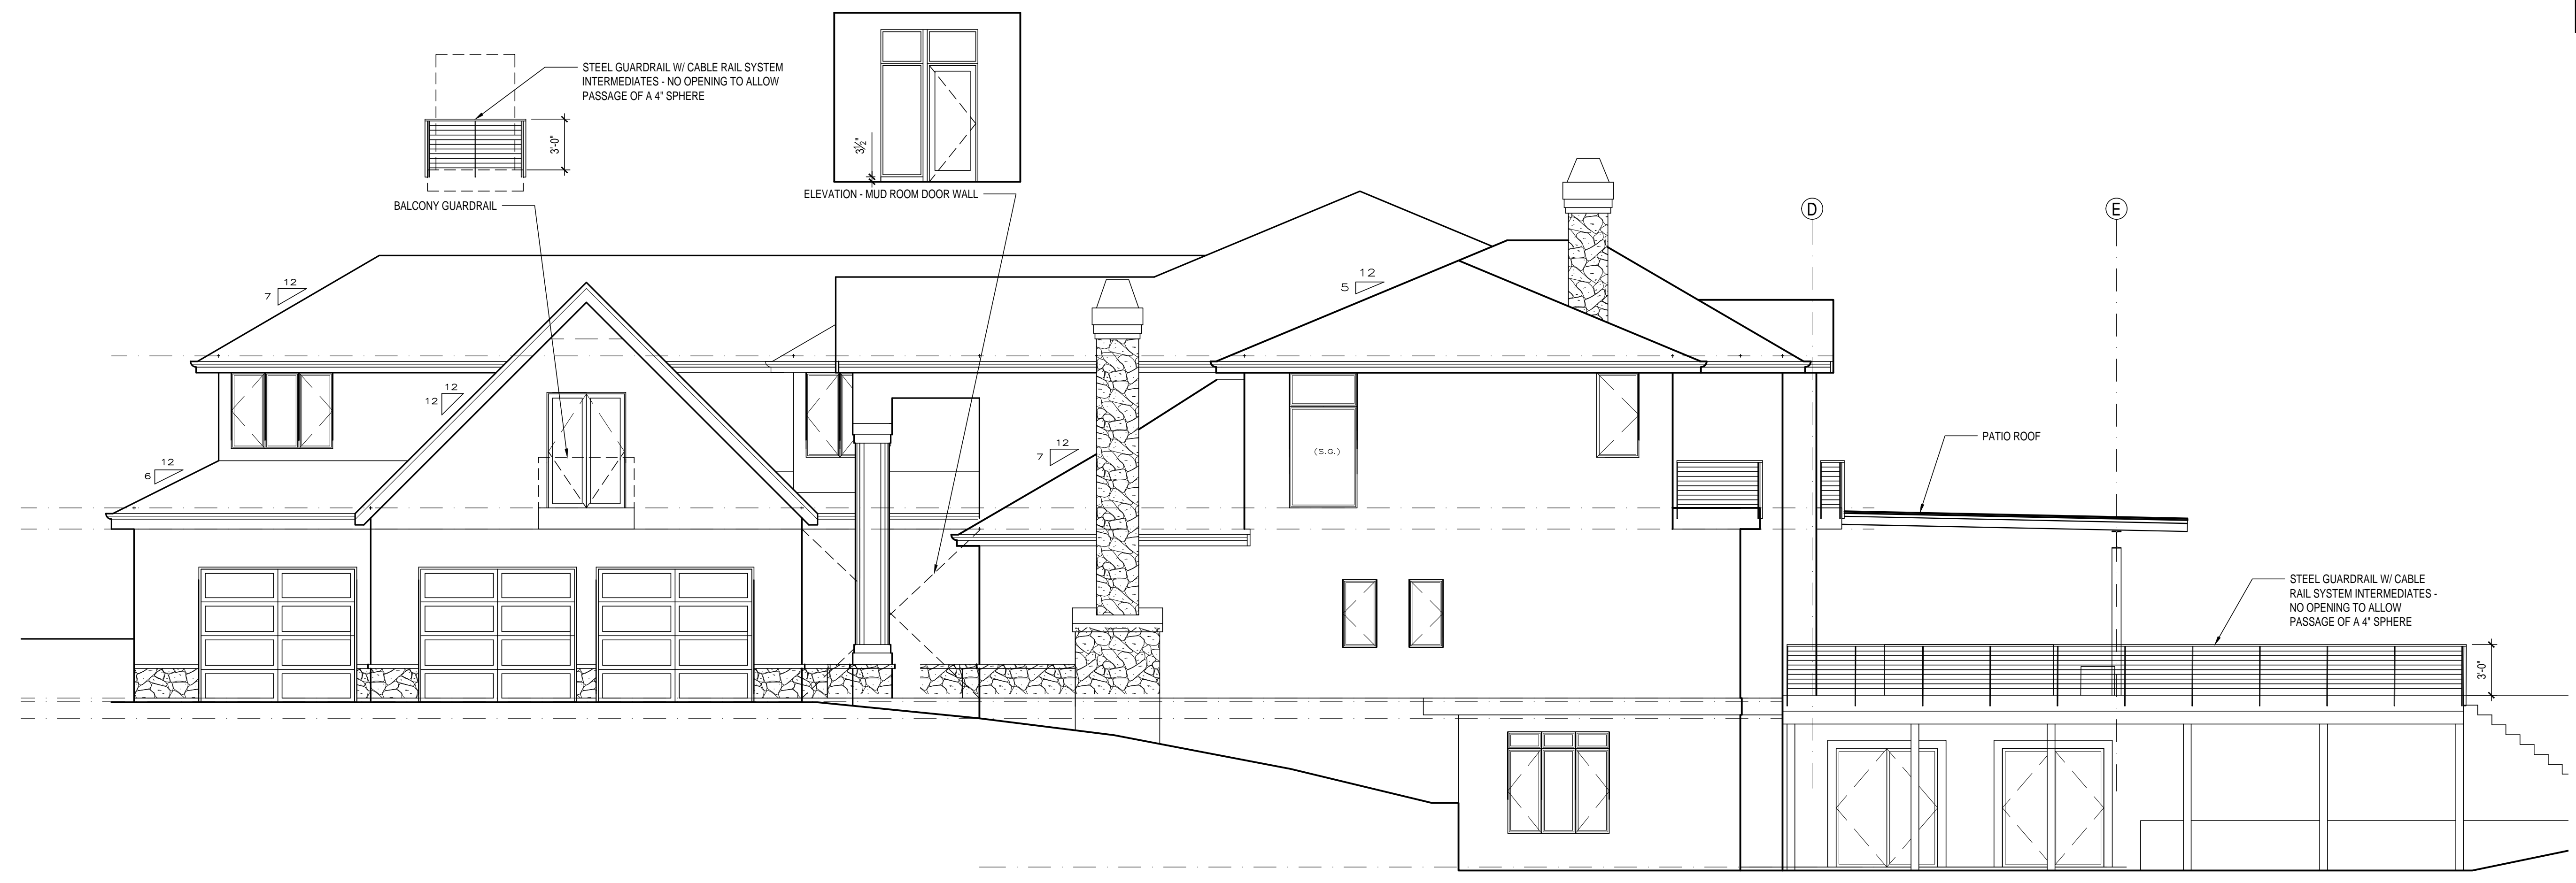 STEEL GUARDRAIL W/ CABLE RAIL SYSTEM
INTERMEDIATES - NO OPENING TO ALLOW
PASSAGE OF A 4" SPHERE
3'-0"
BALCONY GUARDRAIL
3½"
ELEVATION - MUD ROOM DOOR WALL
D
E
12
7
12
5
12
12
12
6
12
7
(S.G.)
PATIO ROOF
STEEL GUARDRAIL W/ CABLE
RAIL SYSTEM INTERMEDIATES -
NO OPENING TO ALLOW
PASSAGE OF A 4" SPHERE
3'-0"